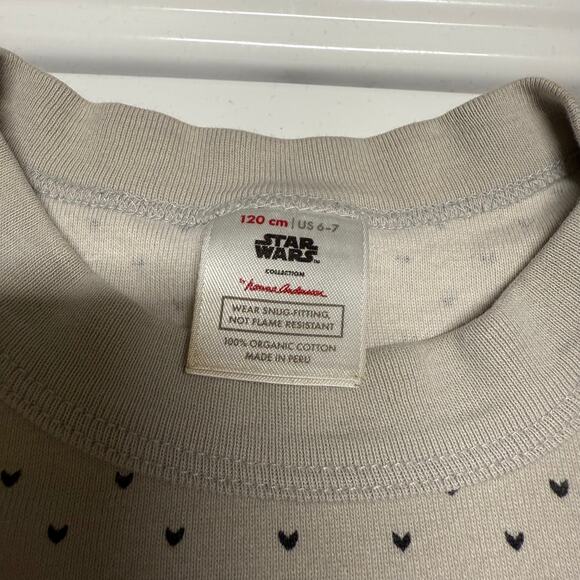 120 cm | US 6-7
STAR
WARS™
COLLECTION
by Hanna Andersson
WEAR SNUG-FITTING,
NOT FLAME RESISTANT
100% ORGANIC COTTON
MADE IN PERU